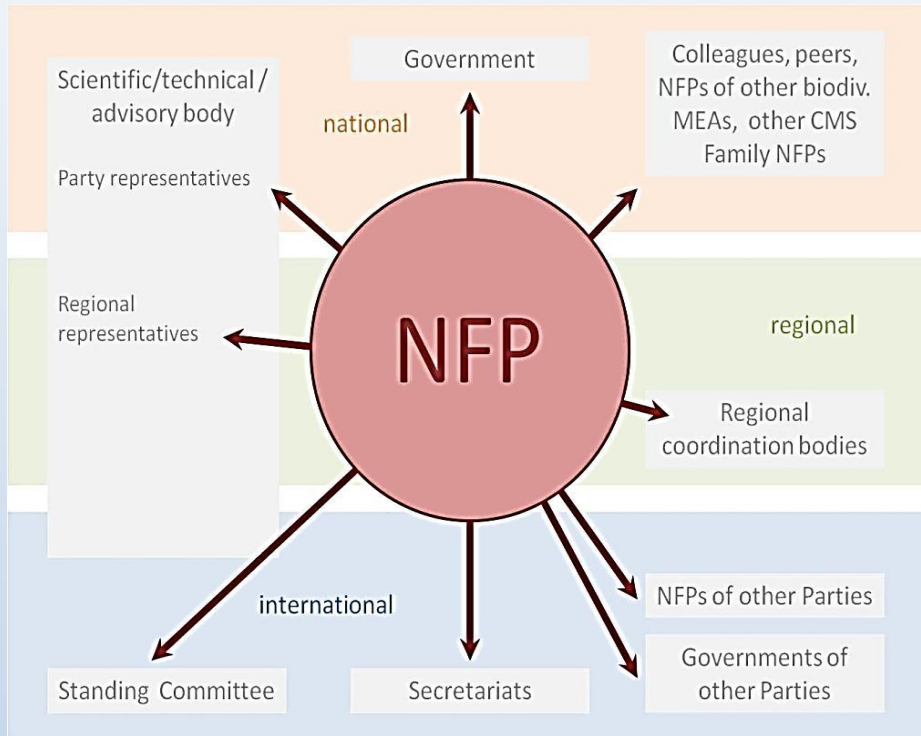 Scientific/technical/
advisory body
Party representatives
Regional
representatives
Government
national
Colleagues, peers,
NFPs of other biodiv.
MEAs, other CMS
Family NFPs
NFP
regional
Regional
coordination bodies
international
NFPs of other Parties
Standing Committee
Secretariats
Governments of
other Parties